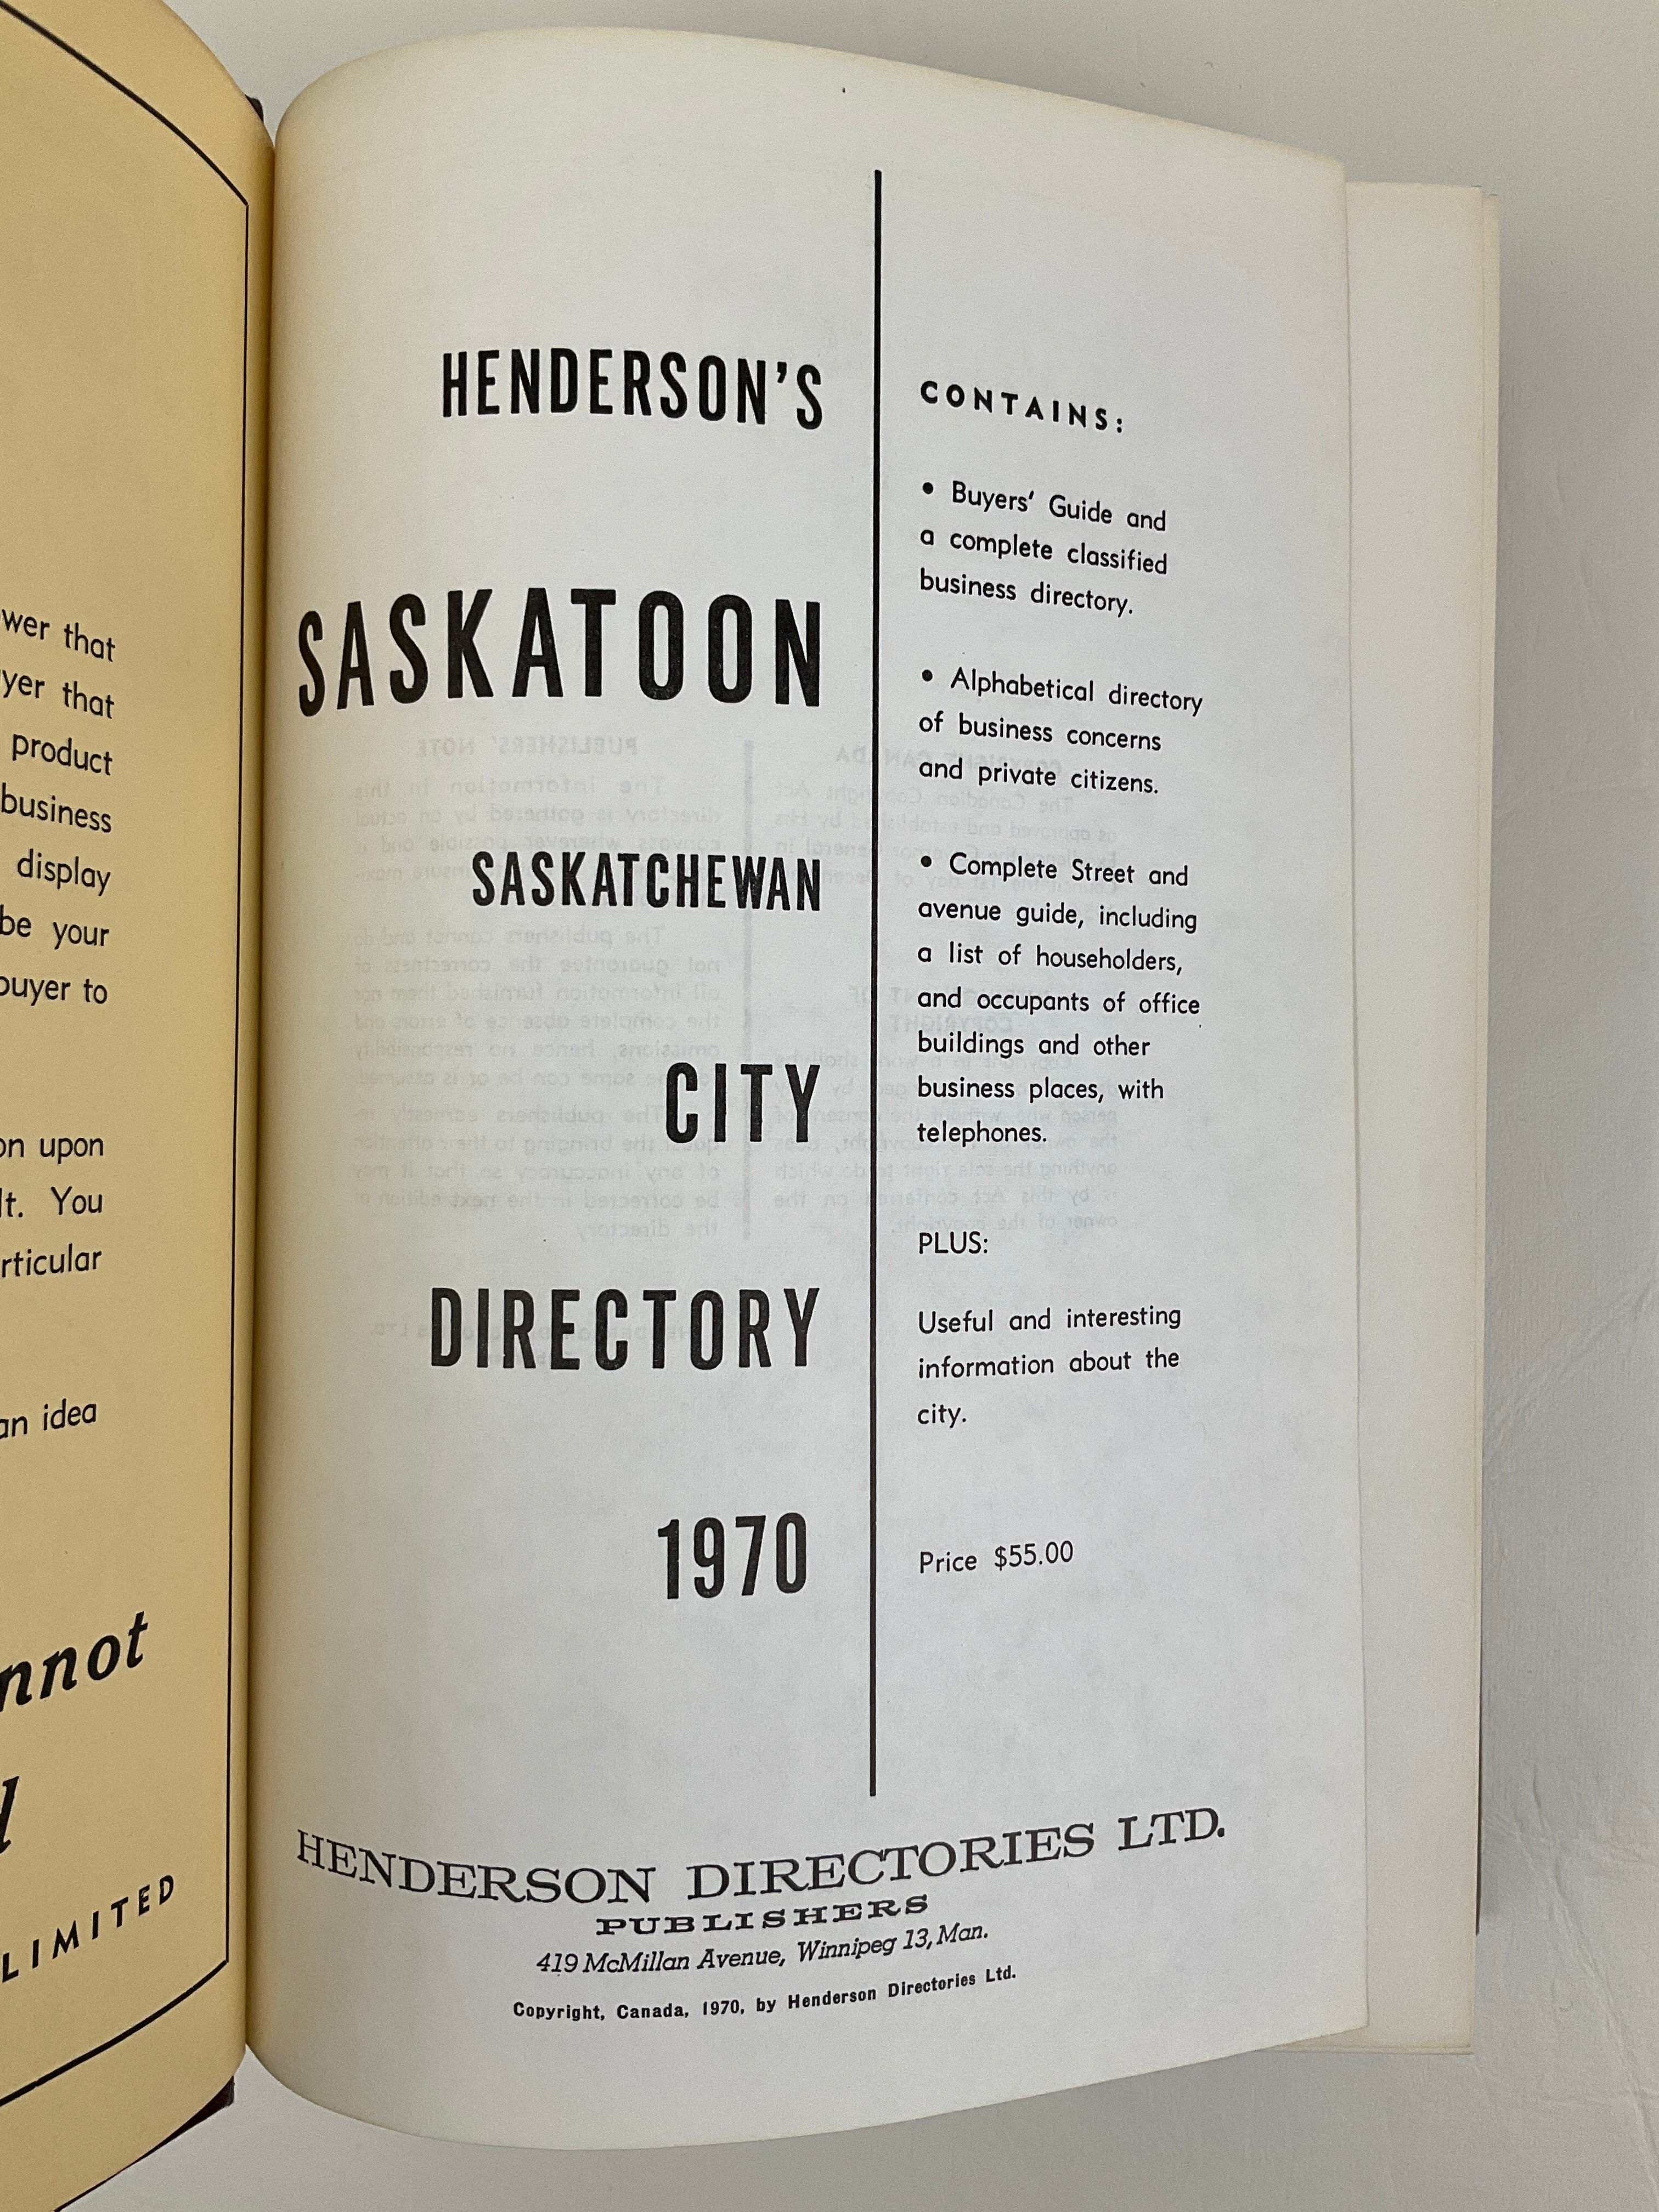 wer that
yer that
product
business
display
be your
buyer to
on upon
It. You
rticular
an idea
nnot
LIMITED
HENDERSON'S
SASKATOON
SASKATCHEWAN
CITY
DIRECTORY
1970
CONTAINS:
• Buyers' Guide and
a complete classified
business directory.
• Alphabetical directory
of business concerns
and private citizens.
• Complete Street and
avenue guide, including
a list of householders,
and occupants of office
buildings and other
business places, with
telephones.
PLUS:
Useful and interesting
information about the
city.
Price $55.00
HENDERSON DIRECTORIES LTD.
PUBLISHERS
419 McMillan Avenue, Winnipeg 13, Man.
Copyright, Canada, 1970, by Henderson Directories Ltd.